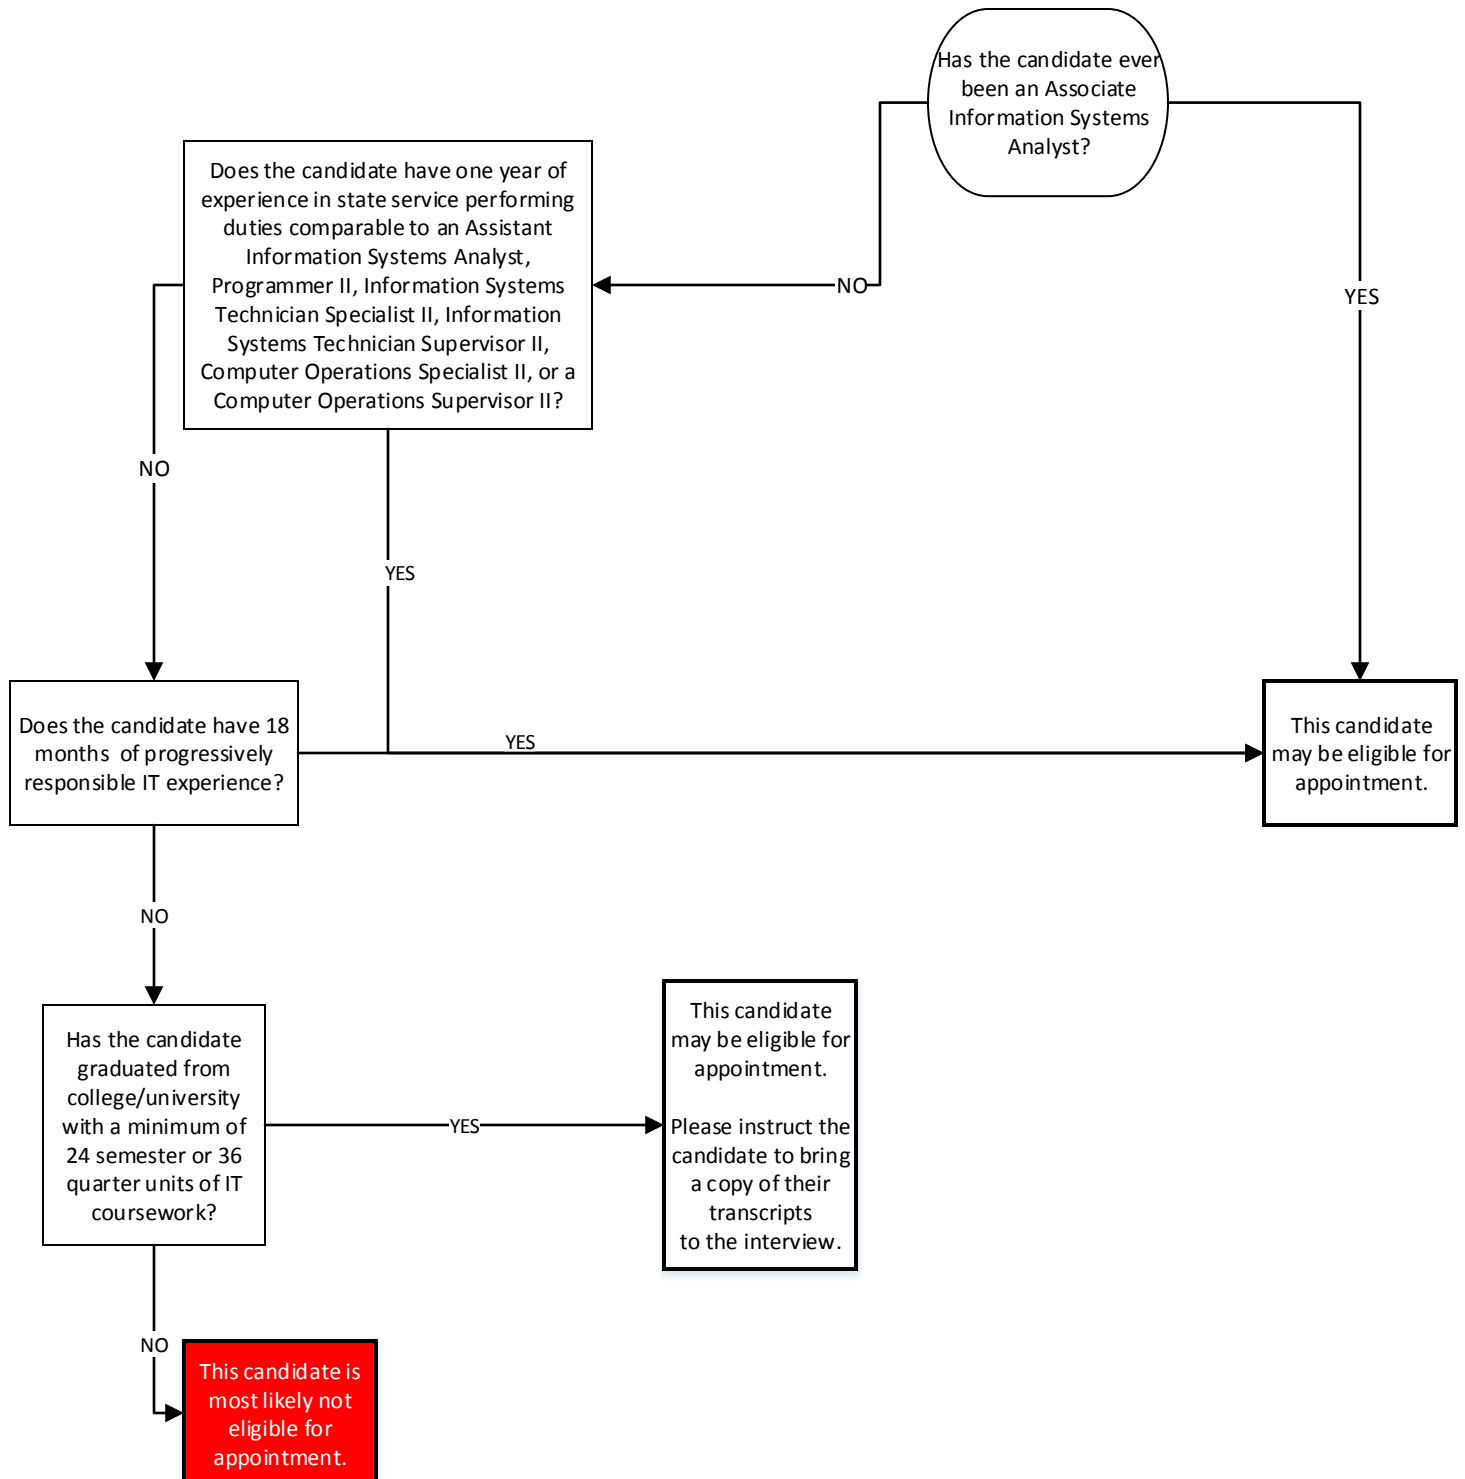 Has the candidate ever
been an Associate
Information Systems
Analyst?
Does the candidate have one year of
experience in state service performing
duties comparable to an Assistant
Information Systems Analyst,
Programmer II, Information Systems
Technician Specialist II, Information
Systems Technician Supervisor II,
Computer Operations Specialist II, or a
Computer Operations Supervisor II?
NO
YES
NO
YES
Does the candidate have 18
months of progressively
responsible IT experience?
YES
This candidate
may be eligible for
appointment.
NO
Has the candidate
graduated from
college/university
with a minimum of
24 semester or 36
quarter units of IT
coursework?
YES
This candidate
may be eligible for
appointment.
Please instruct the
candidate to bring
a copy of their
transcripts
to the interview.
NO
This candidate is
most likely not
eligible for
appointment.